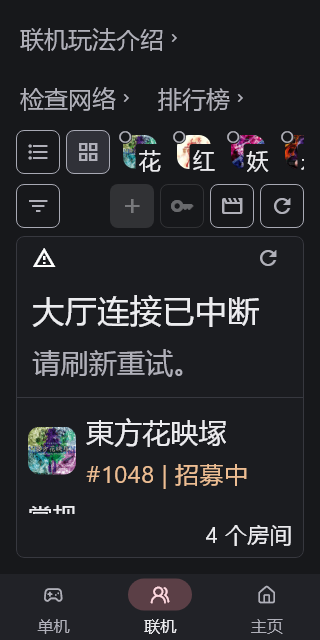 联机玩法介绍
检查网络 排行榜
花 红 妖
大厅连接已中断
请刷新重试。
東方花映塚
#1048 | 招募中
4 个房间
单机 联机 主页